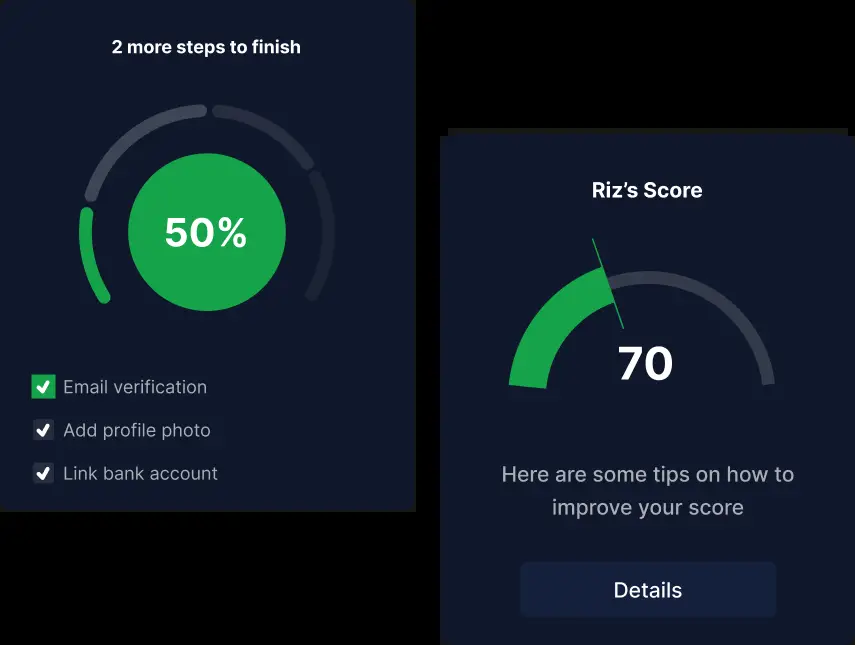 2 more steps to finish
50%
Email verification
Add profile photo
Link bank account
Riz’s Score
70
Here are some tips on how to
improve your score
Details